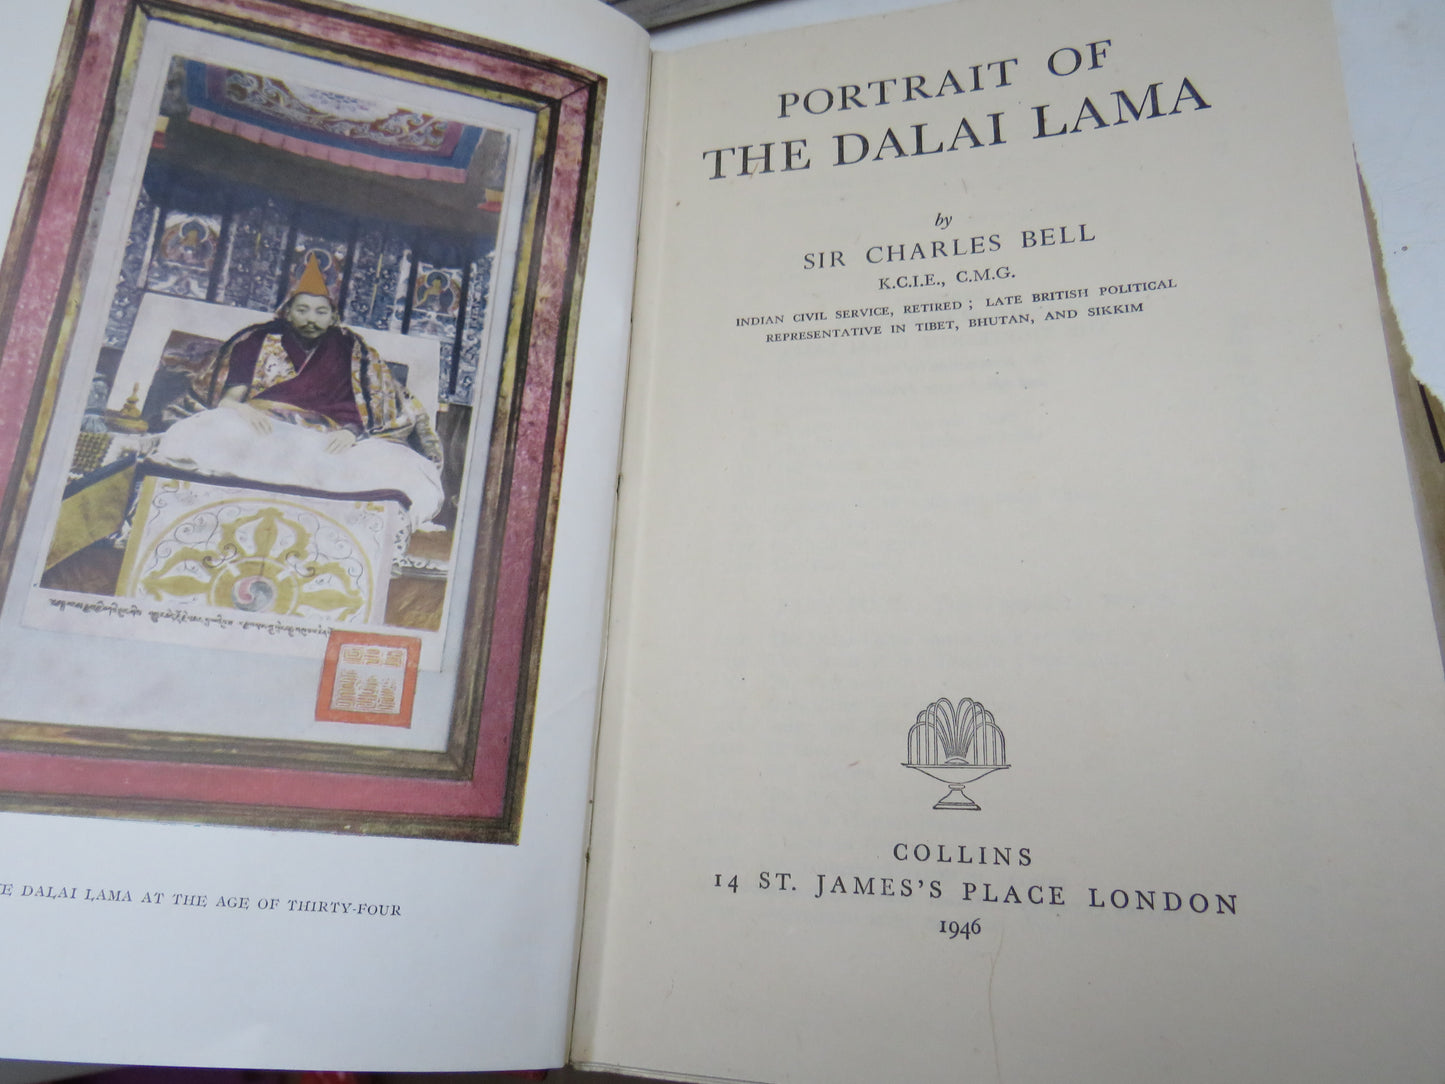 E DALAI LAMA AT THE AGE OF THIRTY-FOUR
PORTRAIT OF
THE DALAI LAMA
by
SIR CHARLES BELL
K.C.I.E., C.M.G.
INDIAN CIVIL SERVICE, RETIRED ; LATE BRITISH POLITICAL
REPRESENTATIVE IN TIBET, BHUTAN, AND SIKKIM
COLLINS
14 ST. JAMES'S PLACE LONDON
1946